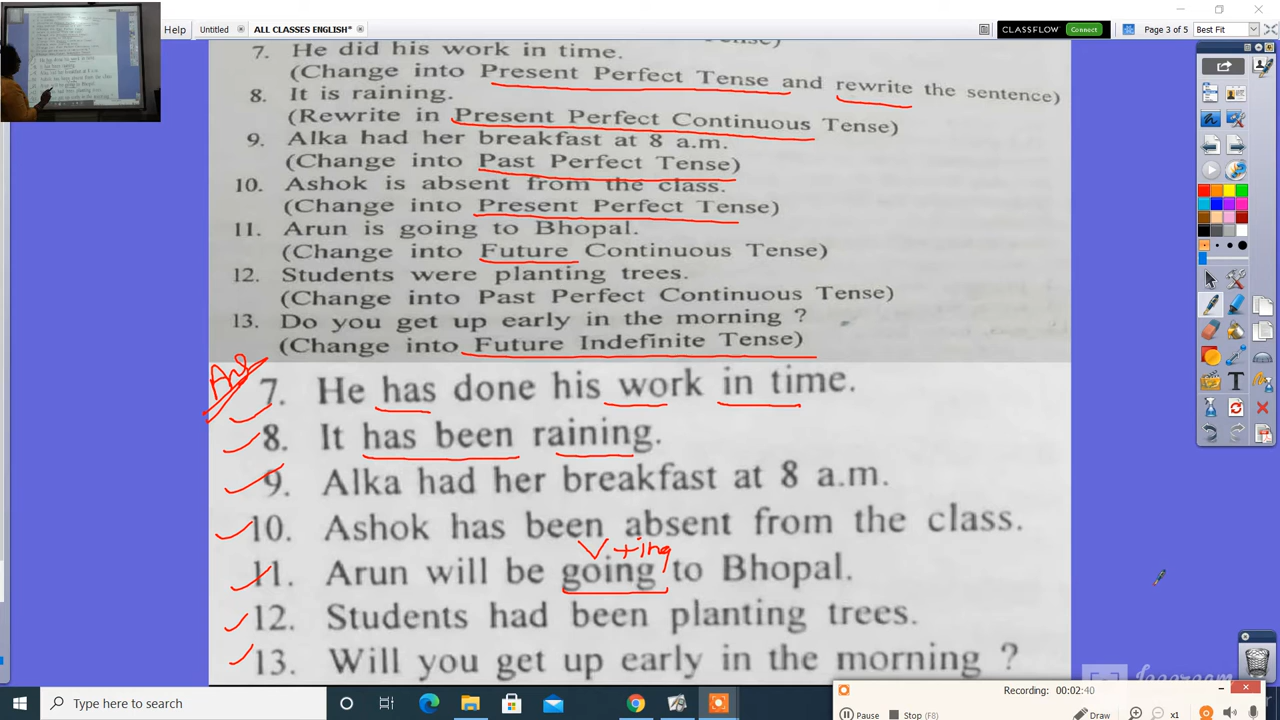 Help
Untitled
ALL CLASSES ENGLISH*
CLASSFLOW
Connect
Page 3 of 5
Best Fit
7. He did his work in time.
(Change into Present Perfect Tense and rewrite the sentence)
8. It is raining.
(Rewrite in Present Perfect Continuous Tense)
9. Alka had her breakfast at 8 a.m.
(Change into Past Perfect Tense)
10. Ashok is absent from the class.
(Change into Present Perfect Tense)
11. Arun is going to Bhopal.
(Change into Future Continuous Tense)
12. Students were planting trees.
(Change into Past Perfect Continuous Tense)
13. Do you get up early in the morning ?
(Change into Future Indefinite Tense)
Ans
7. He has done his work in time.
8. It has been raining.
9. Alka had her breakfast at 8 a.m.
10. Ashok has been absent from the class.
V + ing
11. Arun will be going to Bhopal.
12. Students had been planting trees.
13. Will you get up early in the morning ?
Type here to search
Recording: 00:02:40
Pause
Stop (F8)
Draw
x1